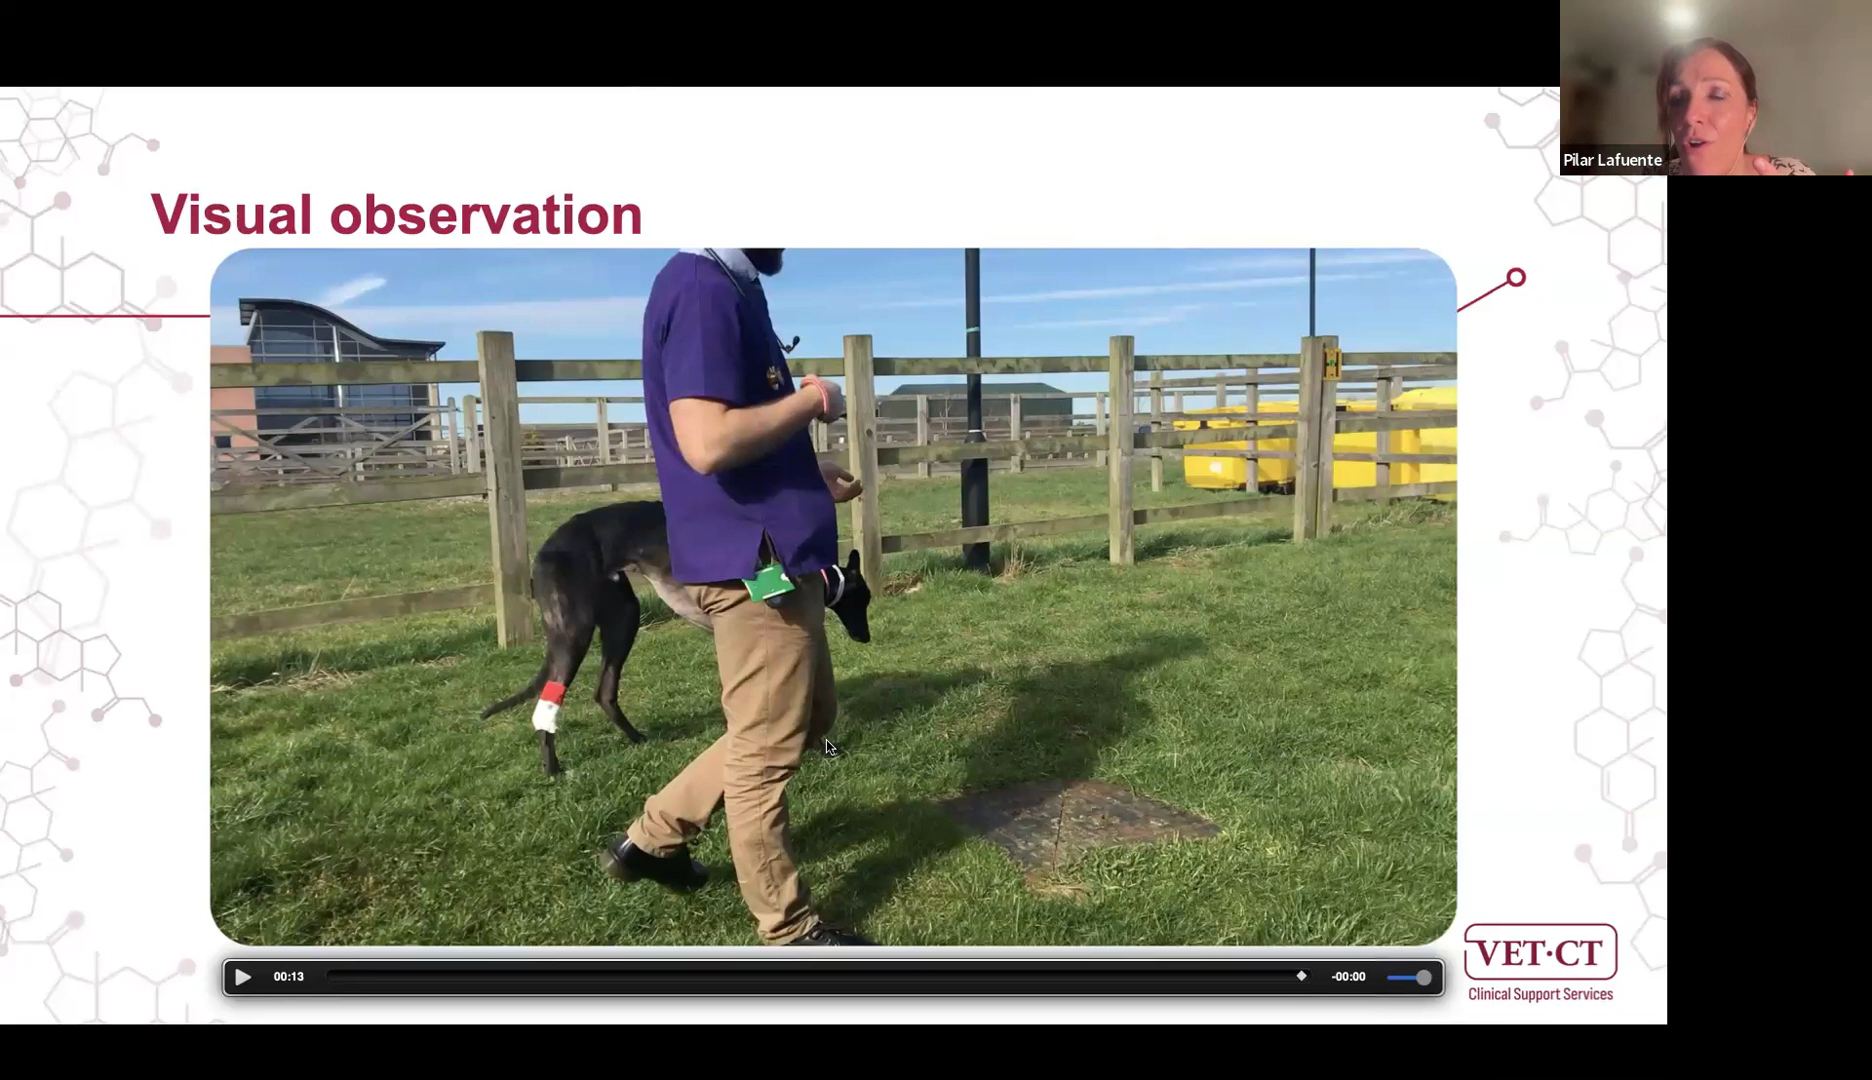 Pilar Lafuente
Visual observation
00:13
-00:00
VET·CT
Clinical Support Services